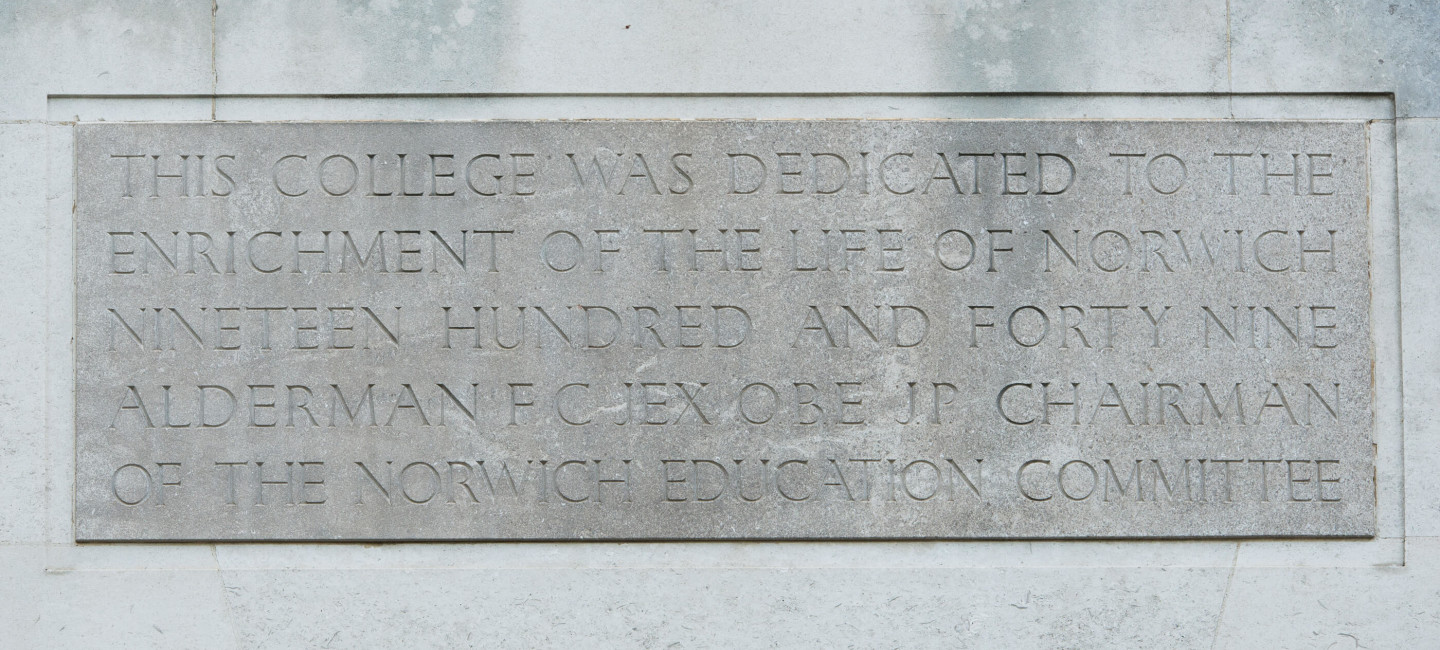 THIS COLLEGE WAS DEDICATED TO THE
ENRICHMENT OF THE LIFE OF NORWICH
NINETEEN HUNDRED AND FORTY NINE
ALDERMAN F C JEX OBE J.P. CHAIRMAN
OF THE NORWICH EDUCATION COMMITTEE